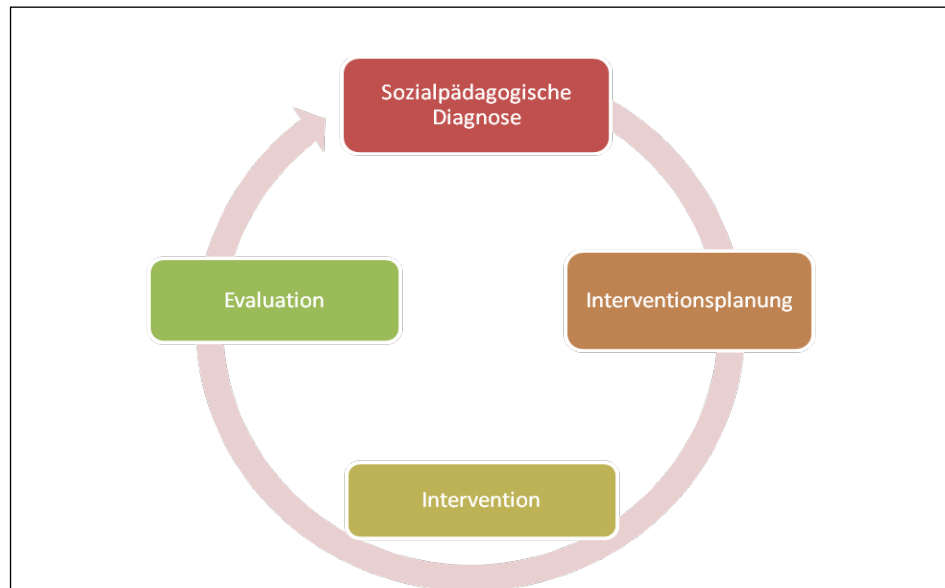 Sozialpädagogische
Diagnose
Interventionsplanung
Intervention
Evaluation